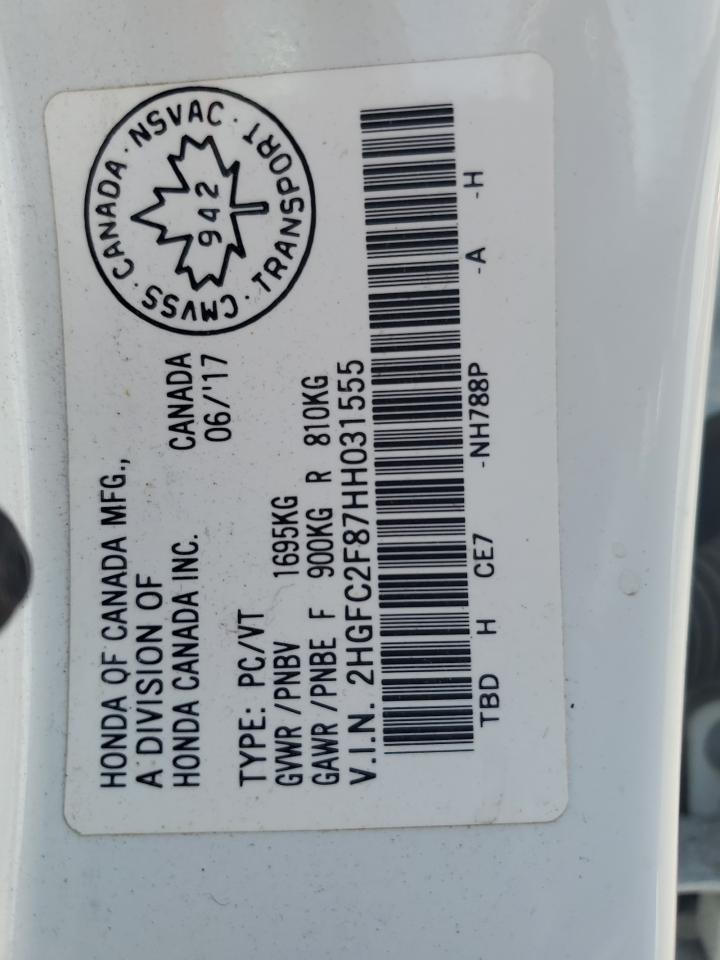 HONDA OF CANADA MFG.,
A DIVISION OF
HONDA CANADA INC.
CANADA
06/'17
CMVSS · CANADA · NSVAC · TRANSPORT ·
942
TYPE: PC/VT
GVWR /PNBV 1695KG
GAWR /PNBE F 900KG R 810KG
V.I.N. 2HGFC2F87HH031555
TBD H CE7 -NH788P -A -H